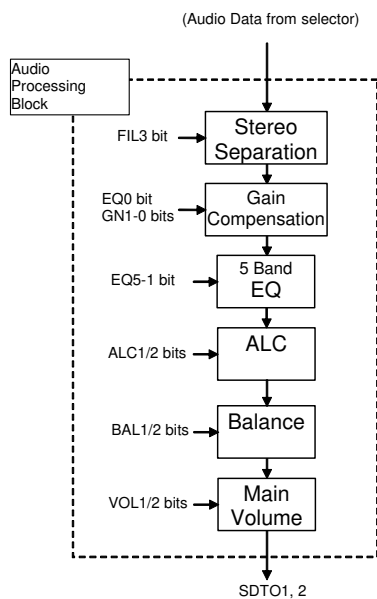 (Audio Data from selector)
Audio
Processing
Block
FIL3 bit
Stereo
Separation
EQ0 bit
GN1-0 bits
Gain
Compensation
EQ5-1 bit
5 Band
EQ
ALC1/2 bits
ALC
BAL1/2 bits
Balance
VOL1/2 bits
Main
Volume
SDTO1, 2